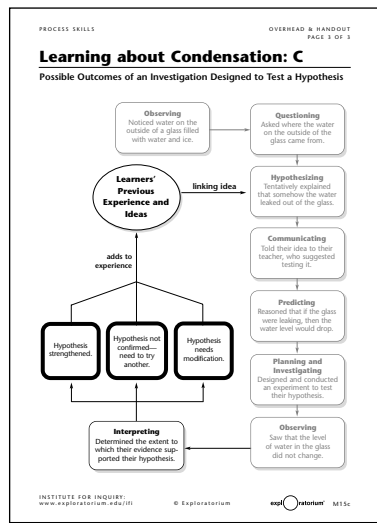 PROCESS SKILLS
OVERHEAD & HANDOUT
PAGE 3 OF 3
Learning about Condensation: C
Possible Outcomes of an Investigation Designed to Test a Hypothesis
Observing
Noticed water on the
outside of a glass filled
with water and ice.
Questioning
Asked where the water
on the outside of the
glass came from.
Learners'
Previous
Experience and
Ideas
linking idea
Hypothesizing
Tentatively explained
that somehow the water
leaked out of the glass.
Communicating
Told their idea to their
teacher, who suggested
testing it.
adds to
experience
Predicting
Reasoned that if the glass
were leaking, then the
water level would drop.
Hypothesis
strengthened.
Hypothesis not
confirmed—
need to try
another.
Hypothesis
needs
modification.
Planning and
Investigating
Designed and conducted
an experiment to test
their hypothesis.
Interpreting
Determined the extent to
which their evidence sup-
ported their hypothesis.
Observing
Saw that the level
of water in the glass
did not change.
INSTITUTE FOR INQUIRY:
www.exploratorium.edu/ifi
© Exploratorium
exploratorium®
M15c